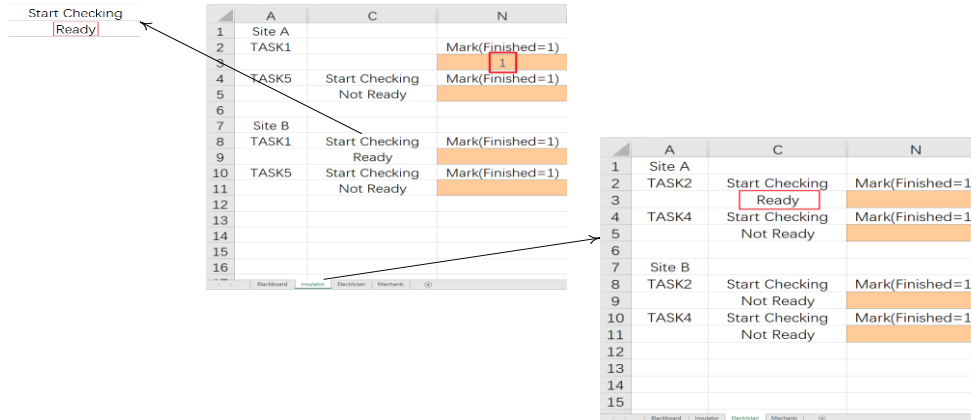 Start Checking
Ready
A C N
1 Site A
2 TASK1 Mark(Finished=1)
3 1
4 TASK5 Start Checking Mark(Finished=1)
5 Not Ready
6
7 Site B
8 TASK1 Start Checking Mark(Finished=1)
9 Ready
10 TASK5 Start Checking Mark(Finished=1)
11 Not Ready
12
13
14
15
16
Blackboard Insulator Electrician Mechanic
A C N
1 Site A
2 TASK2 Start Checking Mark(Finished=1
3 Ready
4 TASK4 Start Checking Mark(Finished=1
5 Not Ready
6
7 Site B
8 TASK2 Start Checking Mark(Finished=1
9 Not Ready
10 TASK4 Start Checking Mark(Finished=1
11 Not Ready
12
13
14
15
Blackboard Insulator Electrician Mechanic